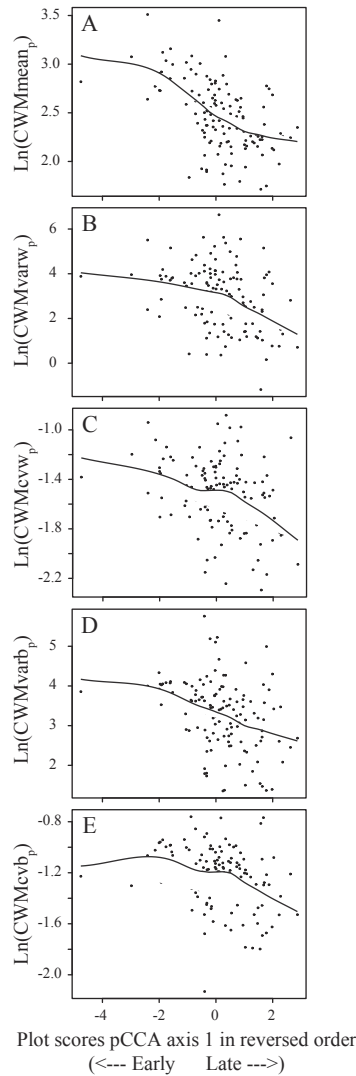 A
Ln(CWMmean_p)
3.5
3.0
2.5
2.0
B
Ln(CWMvarw_p)
6
4
2
0
C
Ln(CWMcvw_p)
-1.0
-1.4
-1.8
-2.2
D
Ln(CWMvarb_p)
5
4
3
2
E
Ln(CWMcvb_p)
-0.8
-1.2
-1.6
-2.0
-4 -2 0 2
Plot scores pCCA axis 1 in reversed order
(<--- Early Late --->)